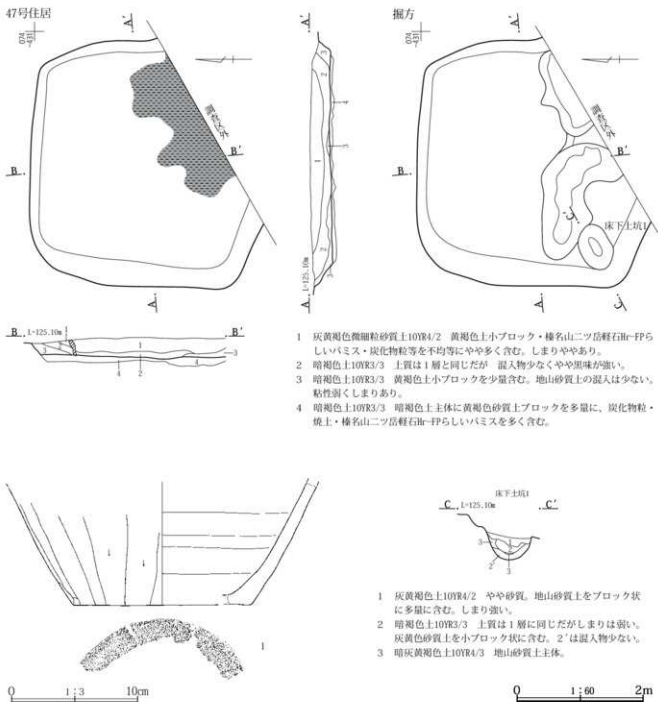 47号住居
A
A'
074
-431
B
B'
A
1
2
3
4
L=125.10m
掘方
A'
074
-431
B
B'
C'
床下土坑1
A
B L=125.10m B'
1
2
3
4
1 灰黄褐色微細粒砂質土10YR4/2 黄褐色土小ブロック・榛名山二ツ岳軽石Hr-FPら
しいパミス・炭化物粒等を不均等にやや多く含む。しまりややあり。
2 暗褐色土10YR3/3 土質は1層と同じだが 混入物少なくやや黒味が強い。
3 暗褐色土10YR3/3 黄褐色土小ブロックを少量含む。地山砂質土の混入は少ない。
粘性弱くしまりあり。
4 暗褐色土10YR3/3 暗褐色土主体に黄褐色砂質土ブロックを多量に、炭化物粒・
焼土・榛名山二ツ岳軽石Hr-FPらしいパミスを多く含む。
1
0 1:3 10cm
床下土坑1
C L=125.10m C'
3
2'
3
1 灰黄褐色土10YR4/2 やや砂質。地山砂質土をブロック状
に多量に含む。しまり強い。
2 暗褐色土10YR3/3 土質は1層に同じだがしまりは弱い。
灰黄色砂質土を小ブロック状に含む。2'は混入物少ない。
3 暗灰黄褐色土10YR4/3 地山砂質土主体。
0 1:60 2m